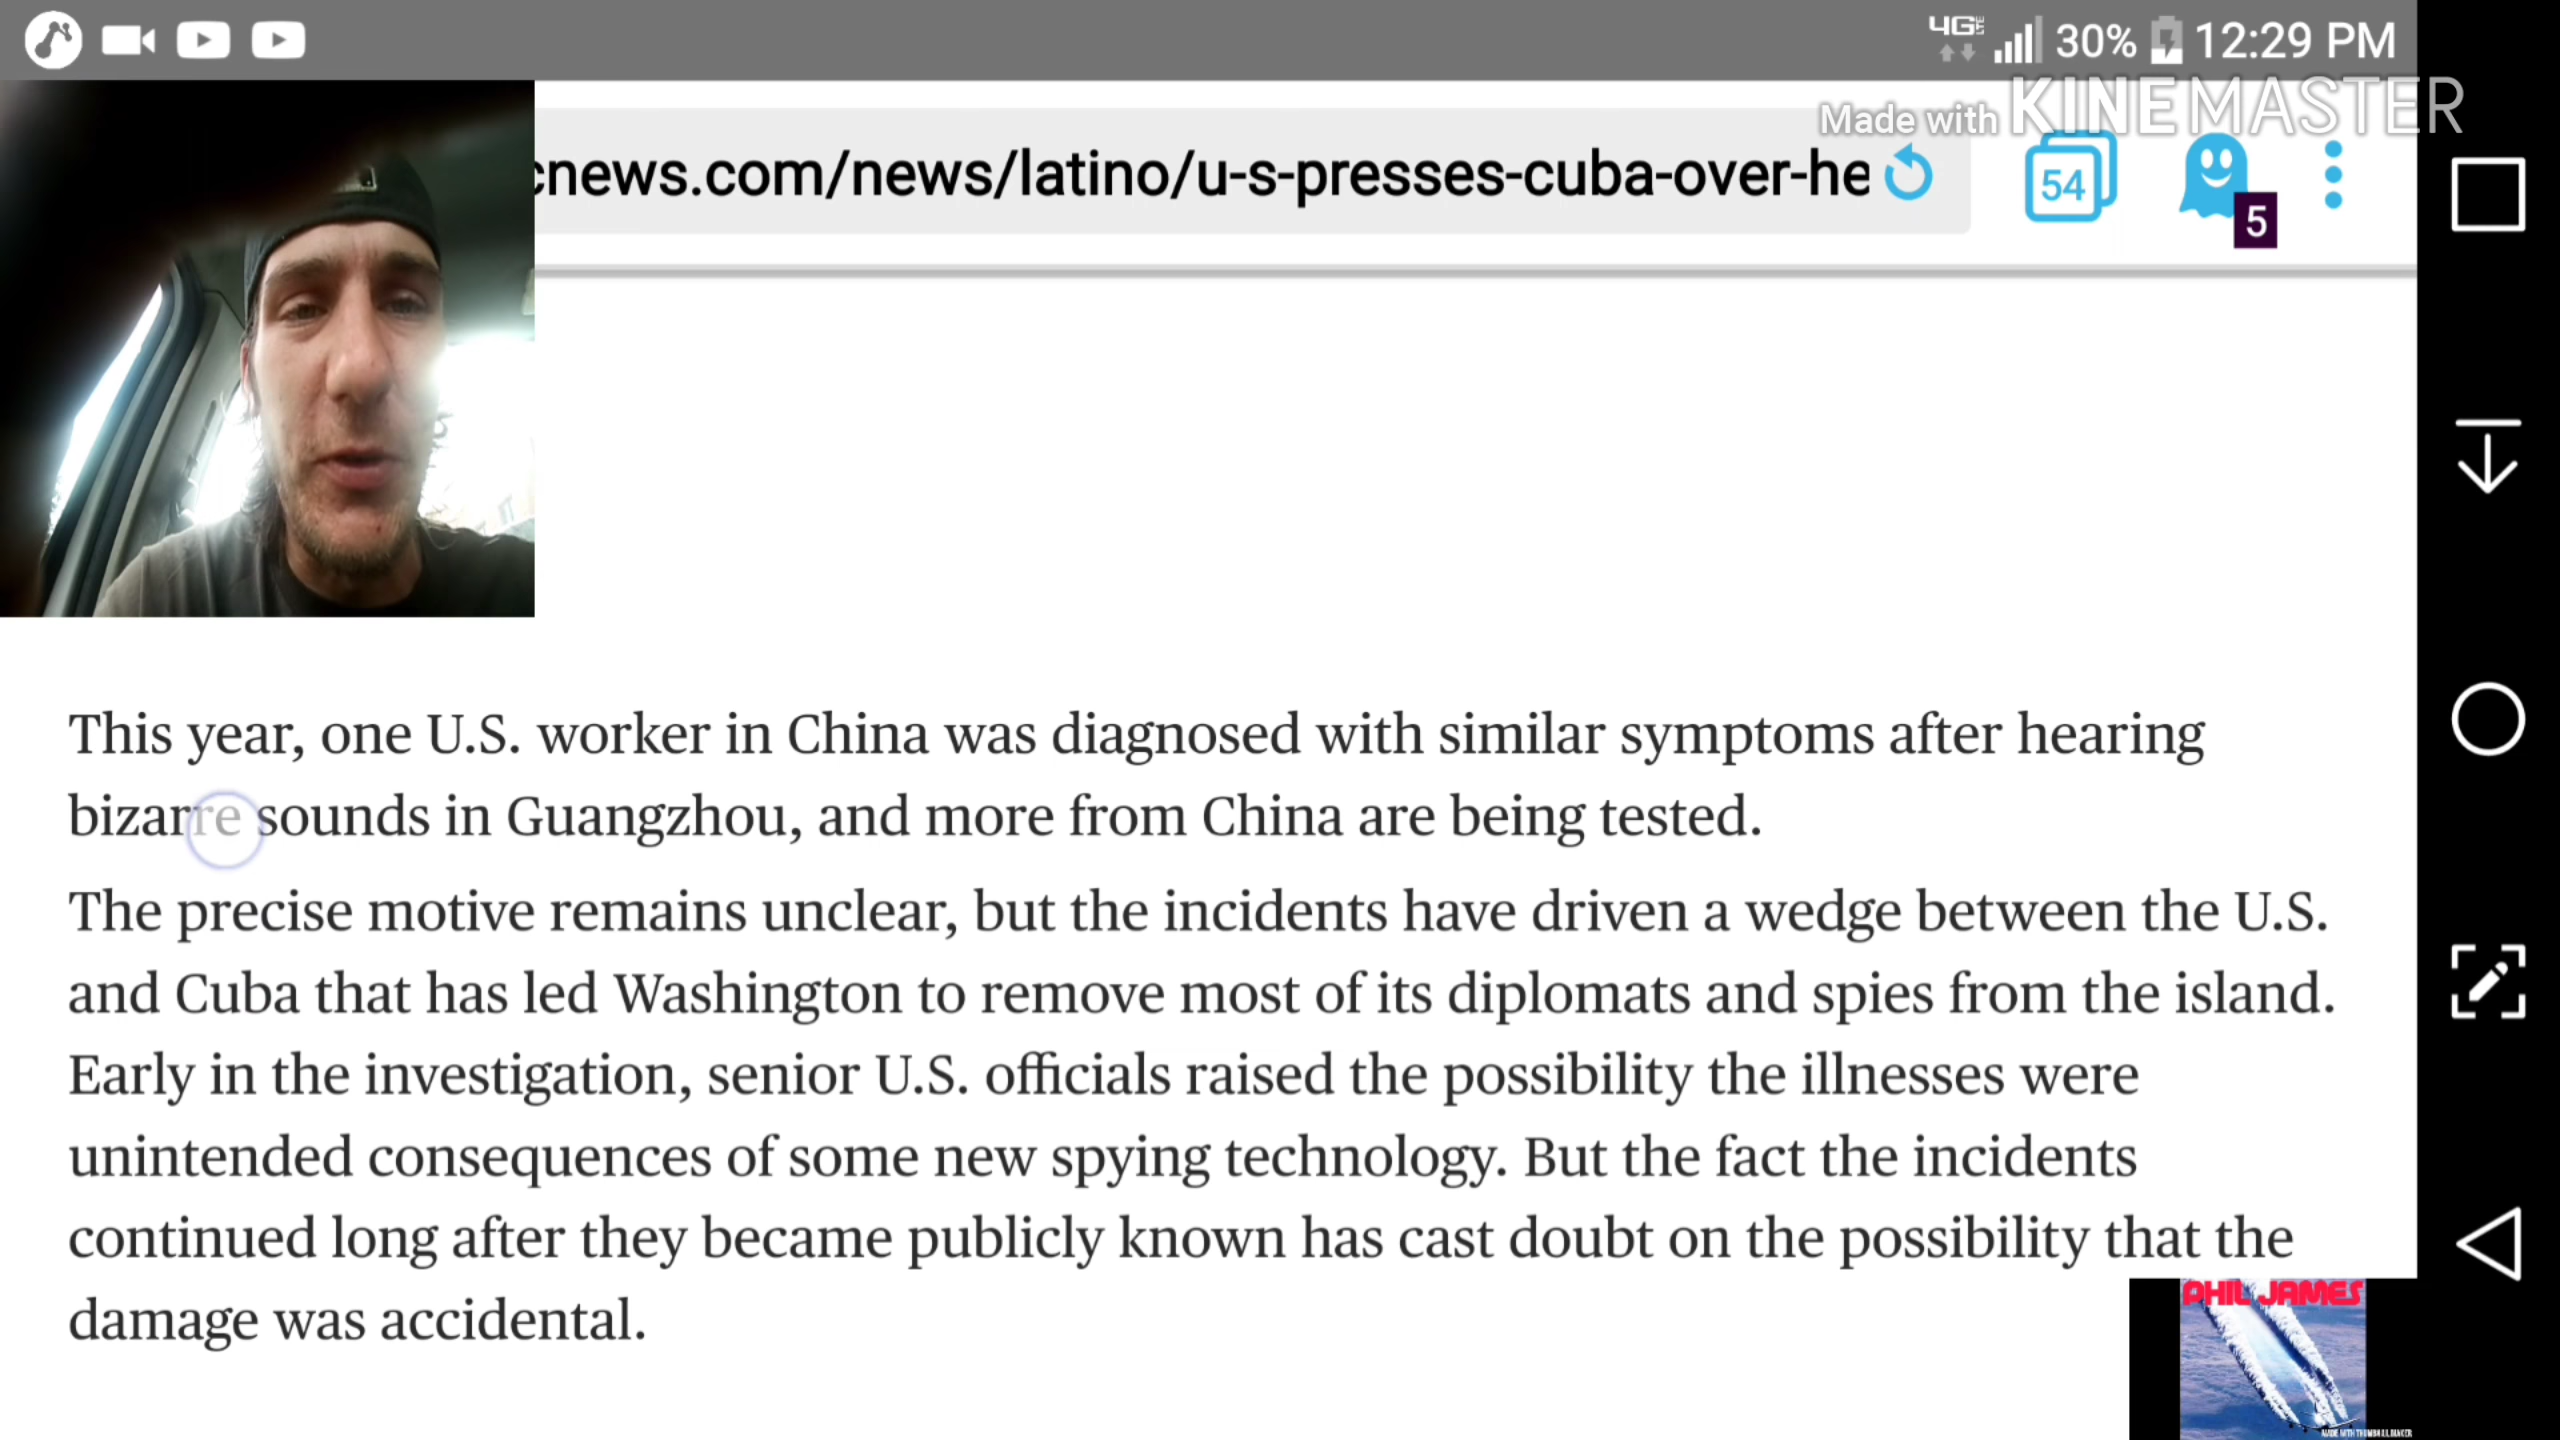 4G LTE 30% 12:29 PM
Made with KINEMASTER
cnews.com/news/latino/u-s-presses-cuba-over-he
54
5
This year, one U.S. worker in China was diagnosed with similar symptoms after hearing
bizarre sounds in Guangzhou, and more from China are being tested.
The precise motive remains unclear, but the incidents have driven a wedge between the U.S.
and Cuba that has led Washington to remove most of its diplomats and spies from the island.
Early in the investigation, senior U.S. officials raised the possibility the illnesses were
unintended consequences of some new spying technology. But the fact the incidents
continued long after they became publicly known has cast doubt on the possibility that the
damage was accidental.
PHIL JAMES
MADE WITH THUMBNAILMAKER